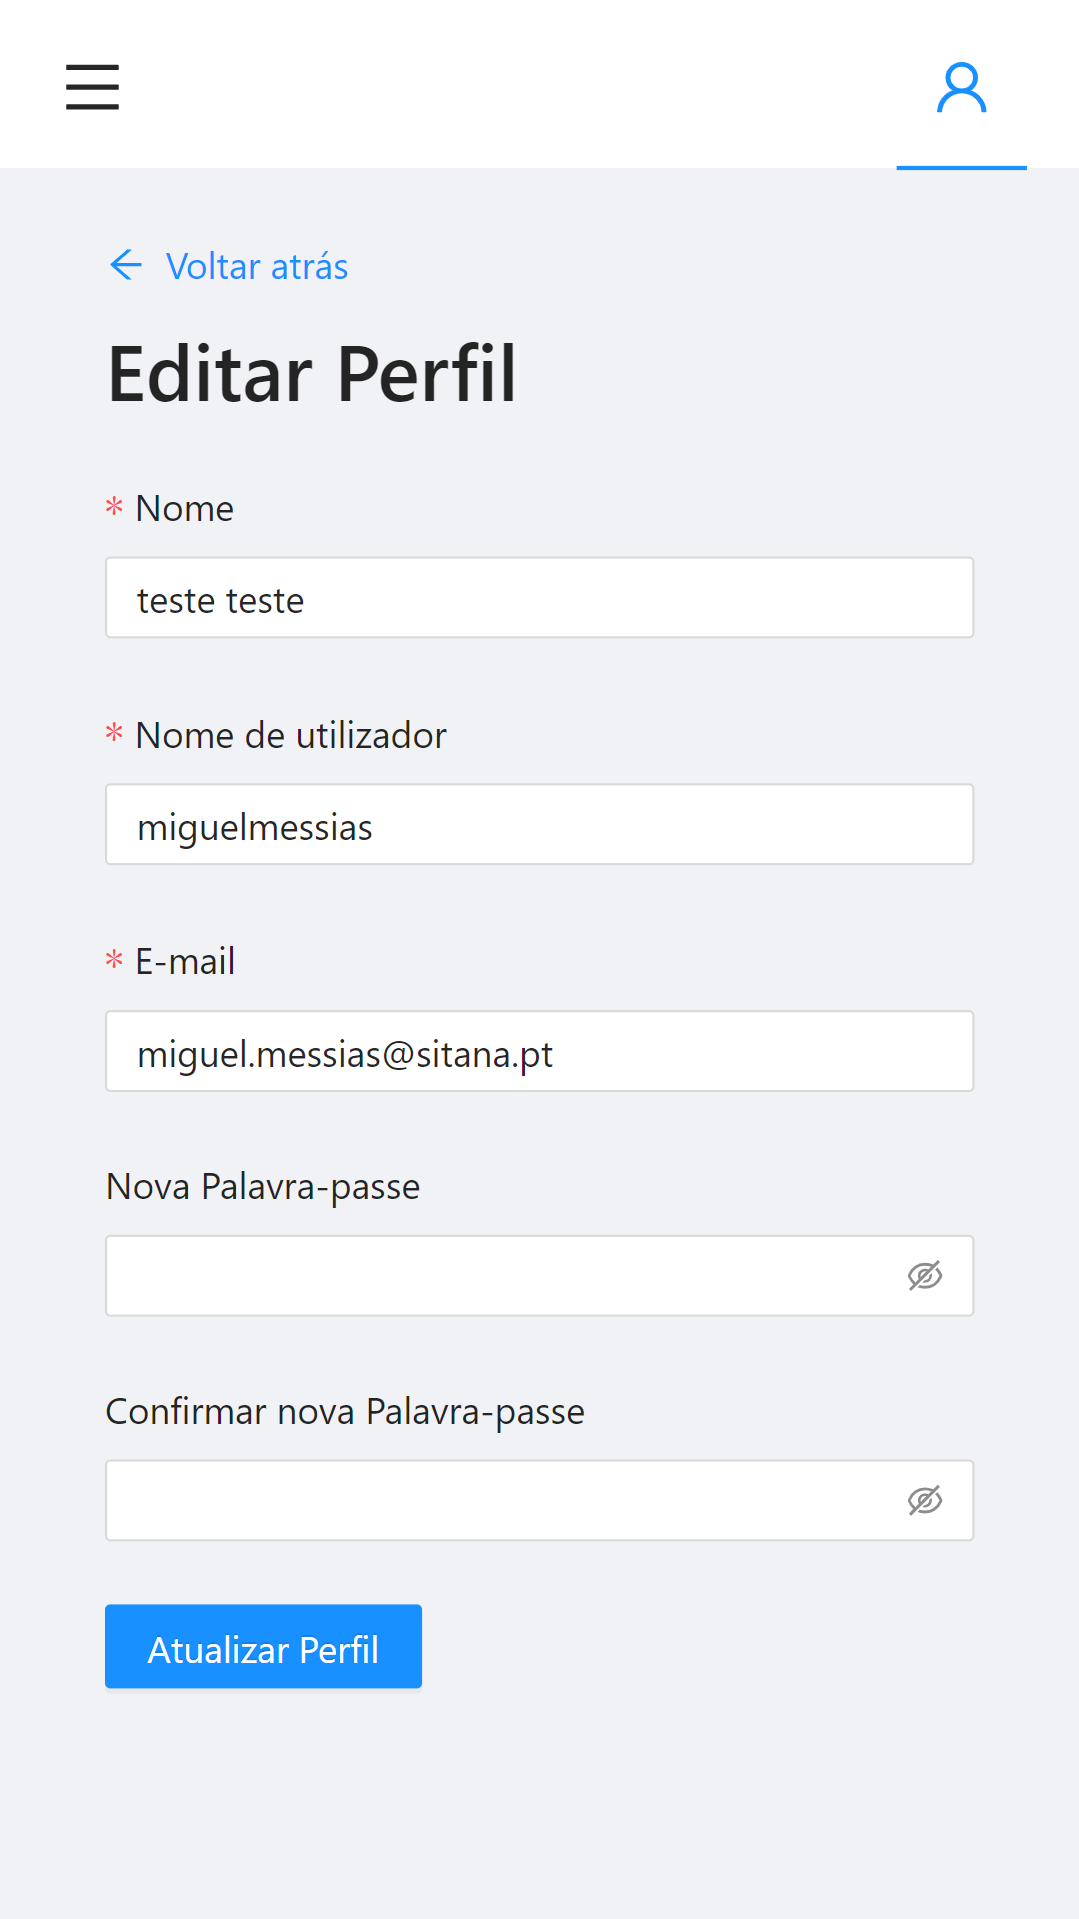 Voltar atrás
Editar Perfil
* Nome
teste teste
* Nome de utilizador
miguelmessias
* E-mail
miguel.messias@sitana.pt
Nova Palavra-passe
Confirmar nova Palavra-passe
Atualizar Perfil